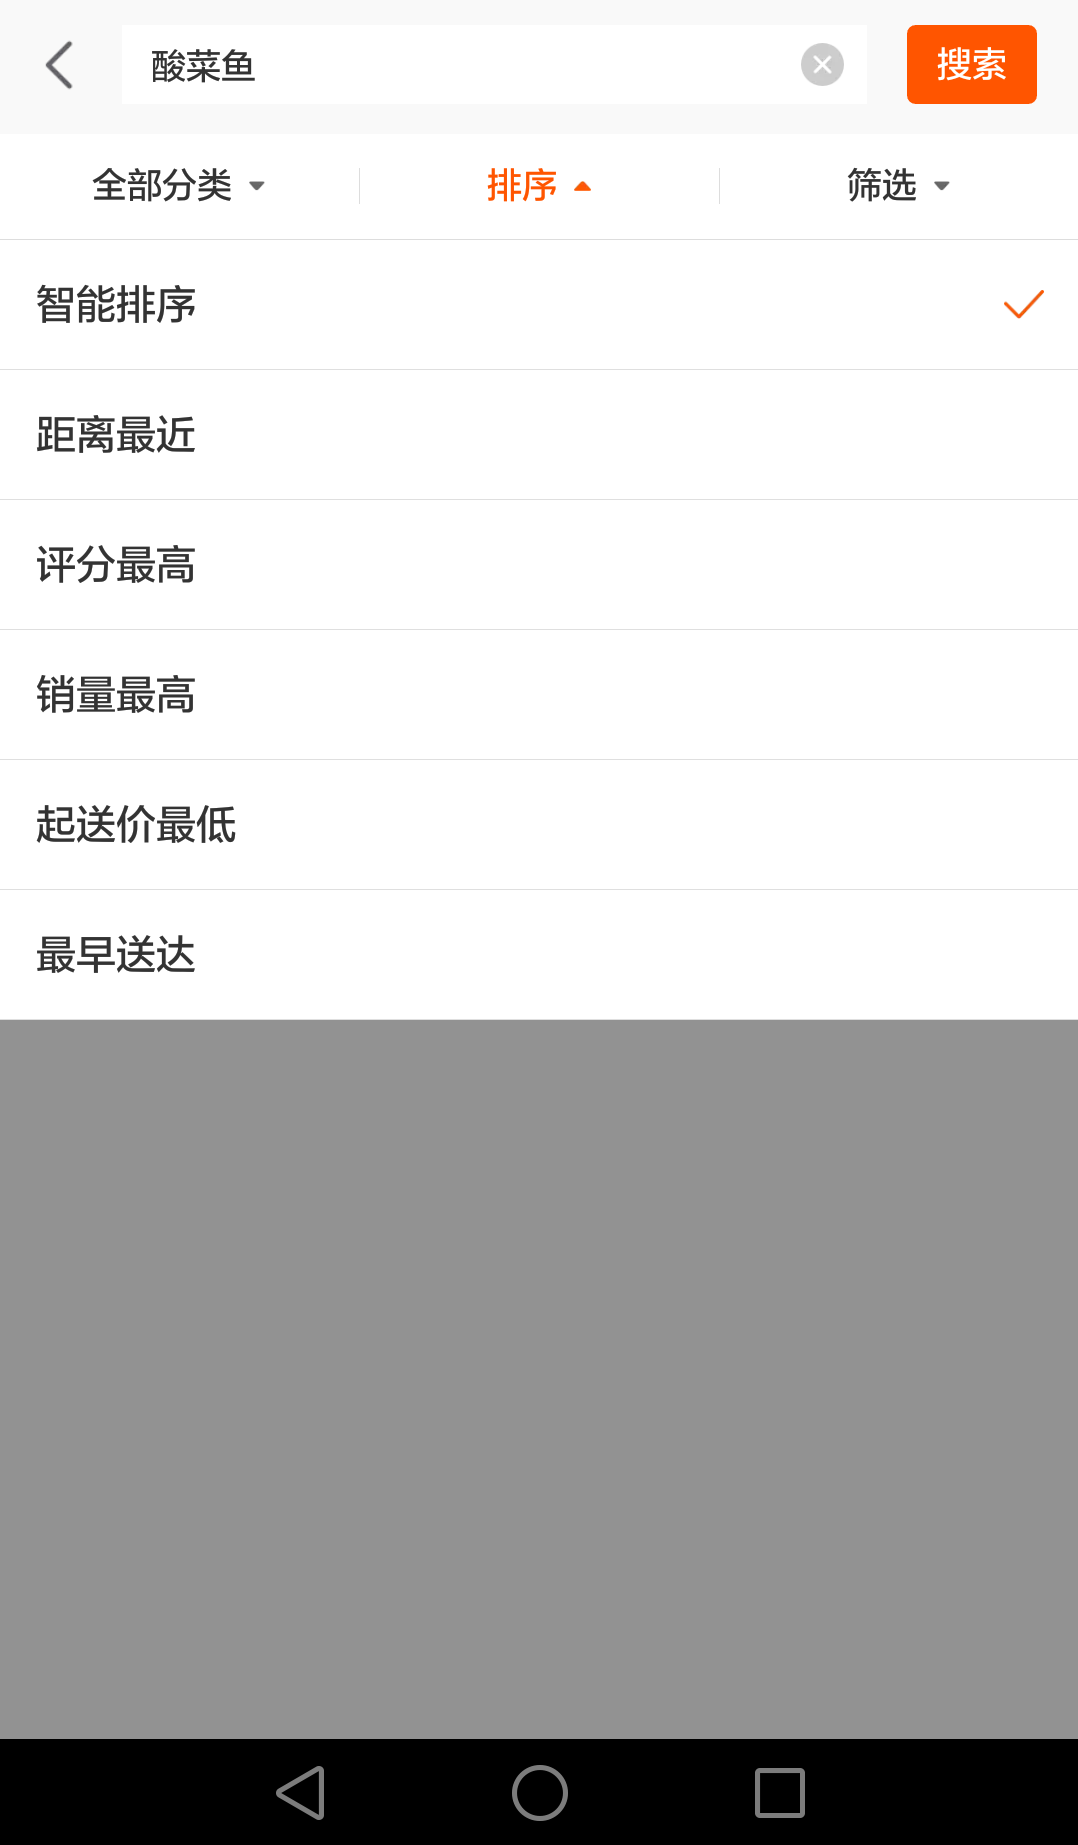 酸菜鱼 搜索
全部分类 排序 筛选
智能排序
距离最近
评分最高
销量最高
起送价最低
最早送达